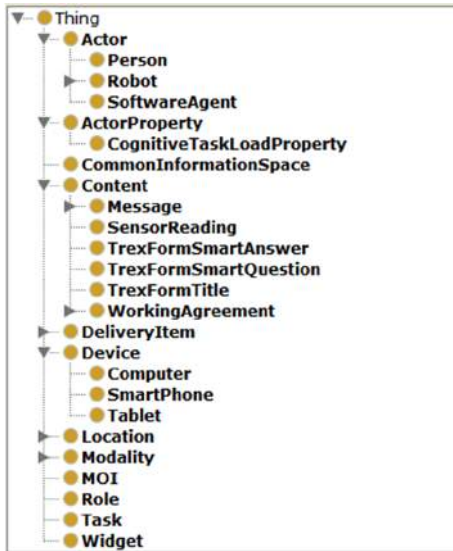 Thing
Actor
Person
Robot
SoftwareAgent
ActorProperty
CognitiveTaskLoadProperty
CommonInformationSpace
Content
Message
SensorReading
TrexFormSmartAnswer
TrexFormSmartQuestion
TrexFormTitle
WorkingAgreement
DeliveryItem
Device
Computer
SmartPhone
Tablet
Location
Modality
MOI
Role
Task
Widget